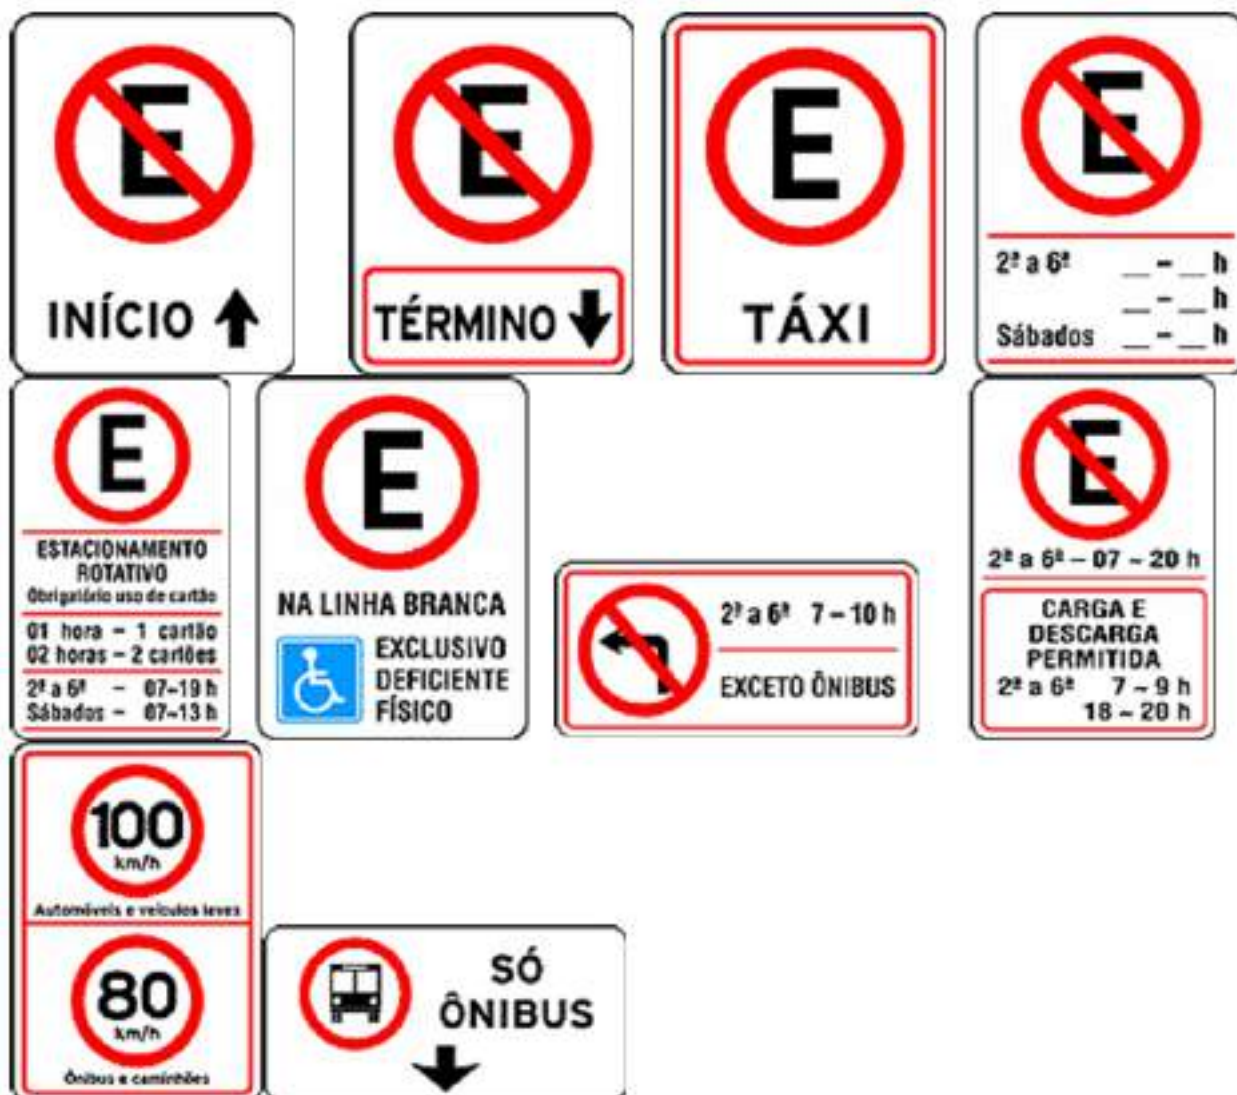 E
INÍCIO
E
TÉRMINO
E
TÁXI
E
2ª a 6ª __ - __ h
__ - __ h
Sábados __ - __ h
E
ESTACIONAMENTO
ROTATIVO
Obrigatório uso de cartão
01 hora - 1 cartão
02 horas - 2 cartões
2ª a 6ª - 07-19 h
Sábados - 07-13 h
E
NA LINHA BRANCA
EXCLUSIVO
DEFICIENTE
FÍSICO
2ª a 6ª 7 - 10 h
EXCETO ÔNIBUS
E
2ª a 6ª - 07 - 20 h
CARGA E
DESCARGA
PERMITIDA
2ª a 6ª 7 - 9 h
18 - 20 h
100
km/h
Automóveis e veículos leves
80
km/h
Ônibus e caminhões
SÓ
ÔNIBUS